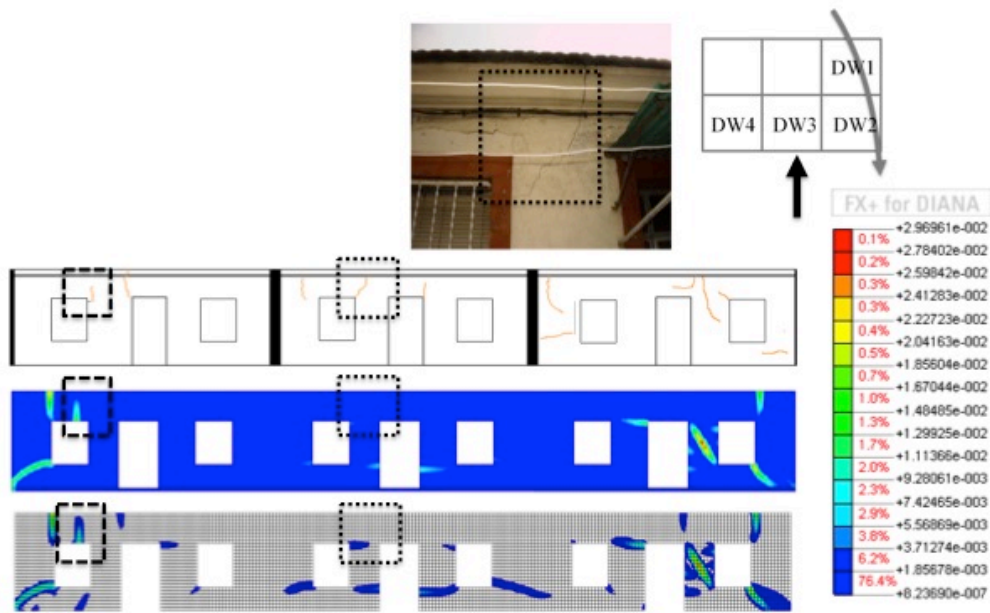 DW1
DW4 DW3 DW2
FX+ for DIANA
+2.96961e-002
0.1%
+2.78402e-002
0.2%
+2.59842e-002
0.3%
+2.41283e-002
0.3%
+2.22723e-002
0.4%
+2.04163e-002
0.5%
+1.85604e-002
0.7%
+1.67044e-002
1.0%
+1.48485e-002
1.3%
+1.29925e-002
1.7%
+1.11366e-002
2.0%
+9.28061e-003
2.3%
+7.42465e-003
2.9%
+5.56869e-003
3.8%
+3.71274e-003
6.2%
+1.85678e-003
76.4%
+8.23690e-007